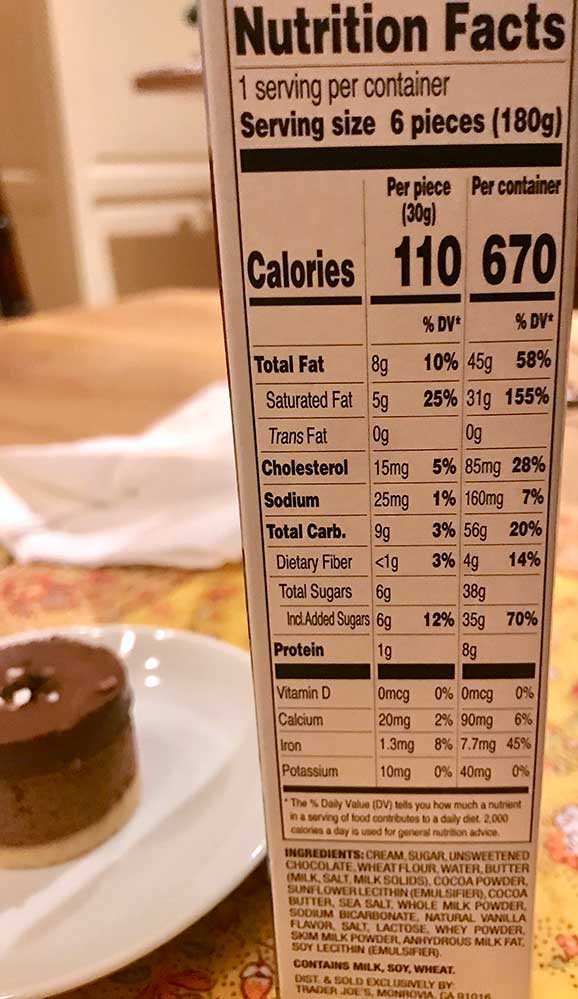 Nutrition Facts
1 serving per container
Serving size 6 pieces (180g)
Per piece Per container
(30g)
Calories 110 670
% DV* % DV*
Total Fat 8g 10% 45g 58%
Saturated Fat 5g 25% 31g 155%
Trans Fat 0g 0g
Cholesterol 15mg 5% 85mg 28%
Sodium 25mg 1% 160mg 7%
Total Carb. 9g 3% 56g 20%
Dietary Fiber <1g 3% 4g 14%
Total Sugars 6g 38g
Incl. Added Sugars 6g 12% 35g 70%
Protein 1g 8g
Vitamin D 0mcg 0% 0mcg 0%
Calcium 20mg 2% 90mg 6%
Iron 1.3mg 8% 7.7mg 45%
Potassium 10mg 0% 40mg 0%
* The % Daily Value (DV) tells you how much a nutrient
in a serving of food contributes to a daily diet. 2,000
calories a day is used for general nutrition advice.
INGREDIENTS: CREAM, SUGAR, UNSWEETENED
CHOCOLATE, WHEAT FLOUR, WATER, BUTTER
(MILK, SALT, MILK SOLIDS), COCOA POWDER,
SUNFLOWER LECITHIN (EMULSIFIER), COCOA
BUTTER, SEA SALT, WHOLE MILK POWDER,
SODIUM BICARBONATE, NATURAL VANILLA
FLAVOR, SALT, LACTOSE, WHEY POWDER,
SKIM MILK POWDER, ANHYDROUS MILK FAT,
SOY LECITHIN (EMULSIFIER).
CONTAINS MILK, SOY, WHEAT.
DIST. & SOLD EXCLUSIVELY BY:
TRADER JOE'S, MONROVIA, CA 91016